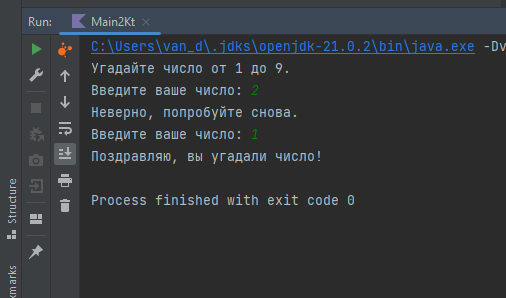 Run: Main2Kt
C:\Users\van_d\.jdks\openjdk-21.0.2\bin\java.exe -Dv
Угадайте число от 1 до 9.
Введите ваше число: 2
Неверно, попробуйте снова.
Введите ваше число: 1
Поздравляю, вы угадали число!
Process finished with exit code 0
Structure
kmarks